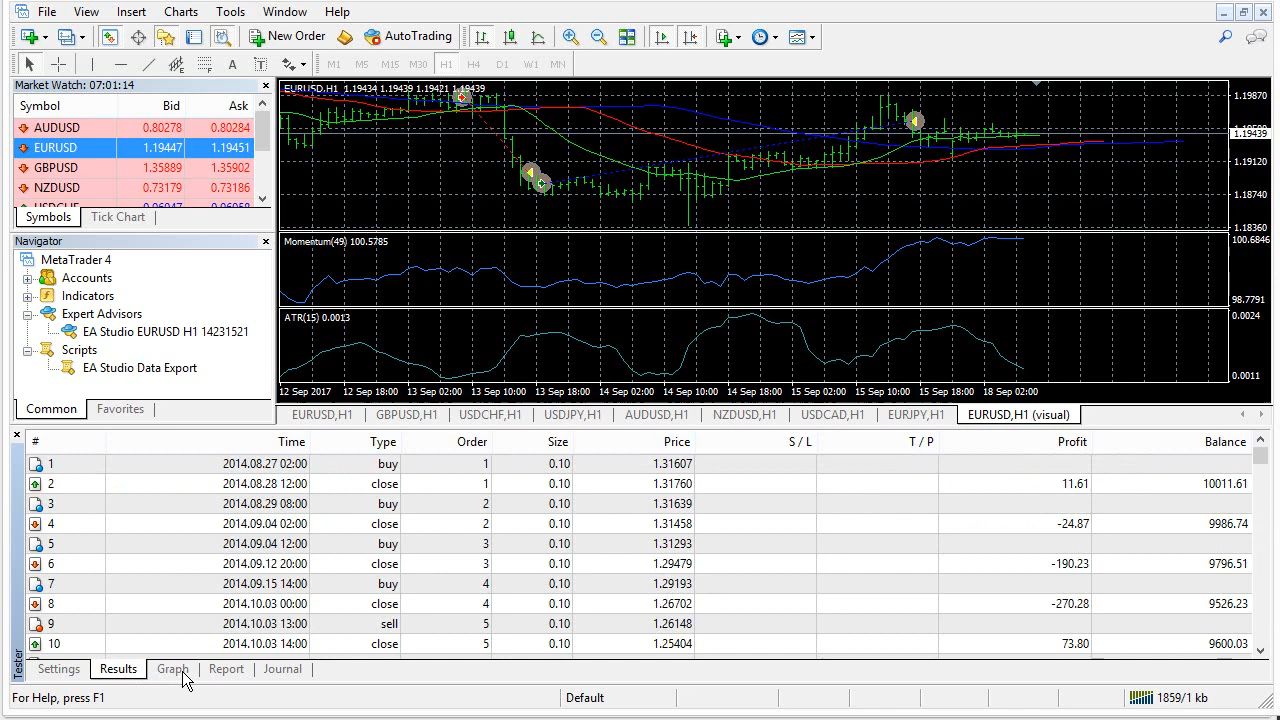 File View Insert Charts Tools Window Help
New Order AutoTrading
M1 M5 M15 M30 H1 H4 D1 W1 MN
Market Watch: 07:01:14
Symbol Bid Ask
AUDUSD 0.80278 0.80284
EURUSD 1.19447 1.19451
GBPUSD 1.35889 1.35902
NZDUSD 0.73179 0.73186
Symbols Tick Chart
Navigator
MetaTrader 4
Accounts
Indicators
Expert Advisors
EA Studio EURUSD H1 14231521
Scripts
EA Studio Data Export
Common Favorites
EURUSD,H1 1.19434 1.19439 1.19421 1.19439
1.19870
1.19439
1.19120
1.18740
1.18360
Momentum(49) 100.5785
100.6846
98.7791
ATR(15) 0.0013
0.0024
0.0011
12 Sep 2017 12 Sep 18:00 13 Sep 02:00 13 Sep 10:00 13 Sep 18:00 14 Sep 02:00 14 Sep 10:00 14 Sep 18:00 15 Sep 02:00 15 Sep 10:00 15 Sep 18:00 18 Sep 02:00
EURUSD,H1 GBPUSD,H1 USDCHF,H1 USDJPY,H1 AUDUSD,H1 NZDUSD,H1 USDCAD,H1 EURJPY,H1 EURUSD,H1 (visual)
# Time Type Order Size Price S / L T / P Profit Balance
1 2014.08.27 02:00 buy 1 0.10 1.31607
2 2014.08.28 12:00 close 1 0.10 1.31760 11.61 10011.61
3 2014.08.29 08:00 buy 2 0.10 1.31639
4 2014.09.04 02:00 close 2 0.10 1.31458 -24.87 9986.74
5 2014.09.04 12:00 buy 3 0.10 1.31293
6 2014.09.12 20:00 close 3 0.10 1.29479 -190.23 9796.51
7 2014.09.15 14:00 buy 4 0.10 1.29193
8 2014.10.03 00:00 close 4 0.10 1.26702 -270.28 9526.23
9 2014.10.03 13:00 sell 5 0.10 1.26148
10 2014.10.03 14:00 close 5 0.10 1.25404 73.80 9600.03
Tester
Settings Results Graph Report Journal
For Help, press F1 Default 1859/1 kb